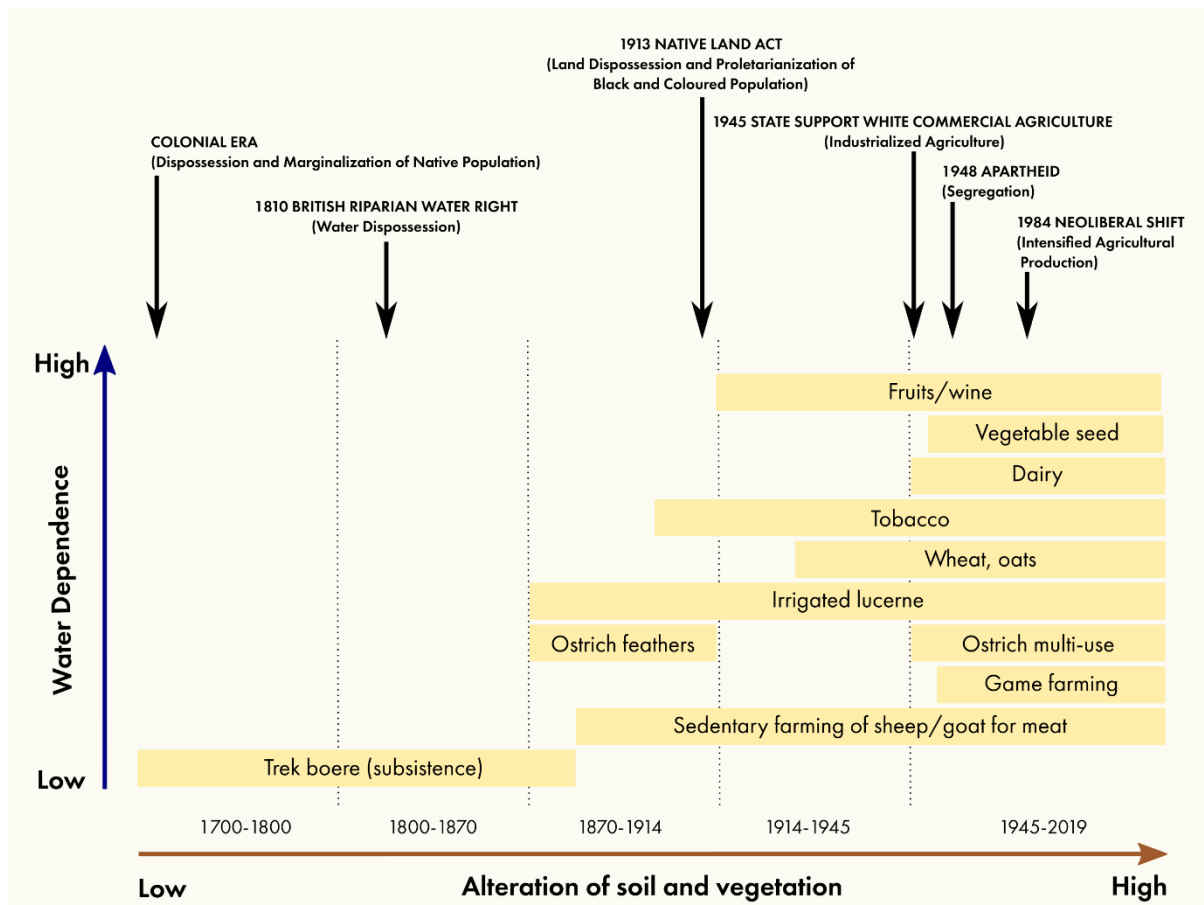 1913 NATIVE LAND ACT
(Land Dispossession and Proletarianization of
Black and Coloured Population)
1945 STATE SUPPORT WHITE COMMERCIAL AGRICULTURE
(Industrialized Agriculture)
COLONIAL ERA
(Dispossession and Marginalization of Native Population)
1948 APARTHEID
(Segregation)
1810 BRITISH RIPARIAN WATER RIGHT
(Water Dispossession)
1984 NEOLIBERAL SHIFT
(Intensified Agricultural
Production)
High
Water Dependence
Low
Fruits/wine
Vegetable seed
Dairy
Tobacco
Wheat, oats
Irrigated lucerne
Ostrich feathers
Ostrich multi-use
Game farming
Sedentary farming of sheep/goat for meat
Trek boere (subsistence)
1700-1800
1800-1870
1870-1914
1914-1945
1945-2019
Low
Alteration of soil and vegetation
High